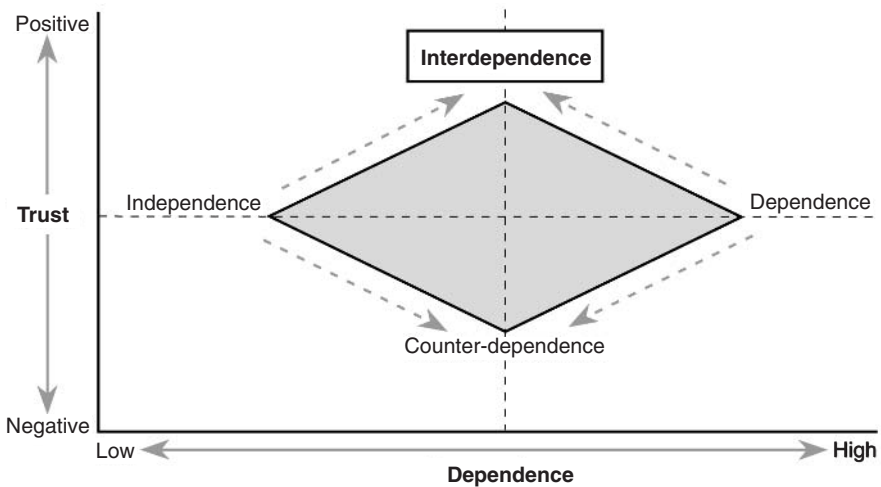 Positive
Interdependence
Independence
Dependence
Trust
Counter-dependence
Negative
Low
High
Dependence